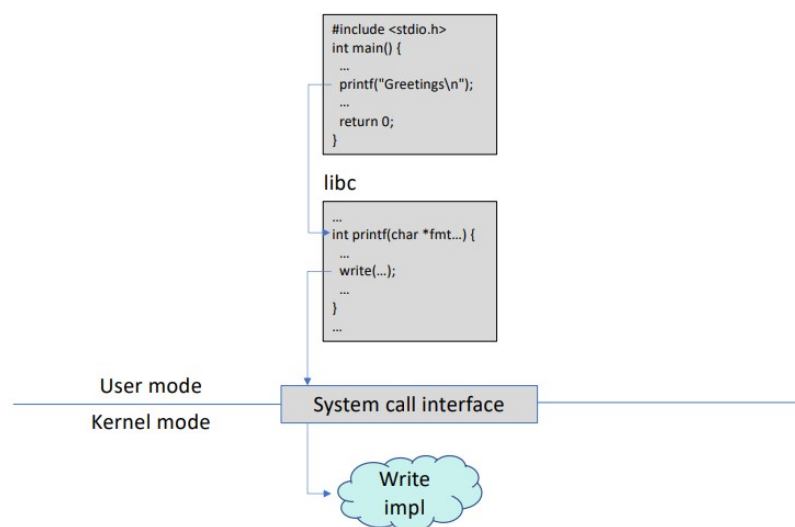 #include <stdio.h>
int main() {
…
printf("Greetings\n");
…
return 0;
}
libc
…
int printf(char *fmt…) {
…
write(…);
…
}
…
User mode
System call interface
Kernel mode
Write
impl